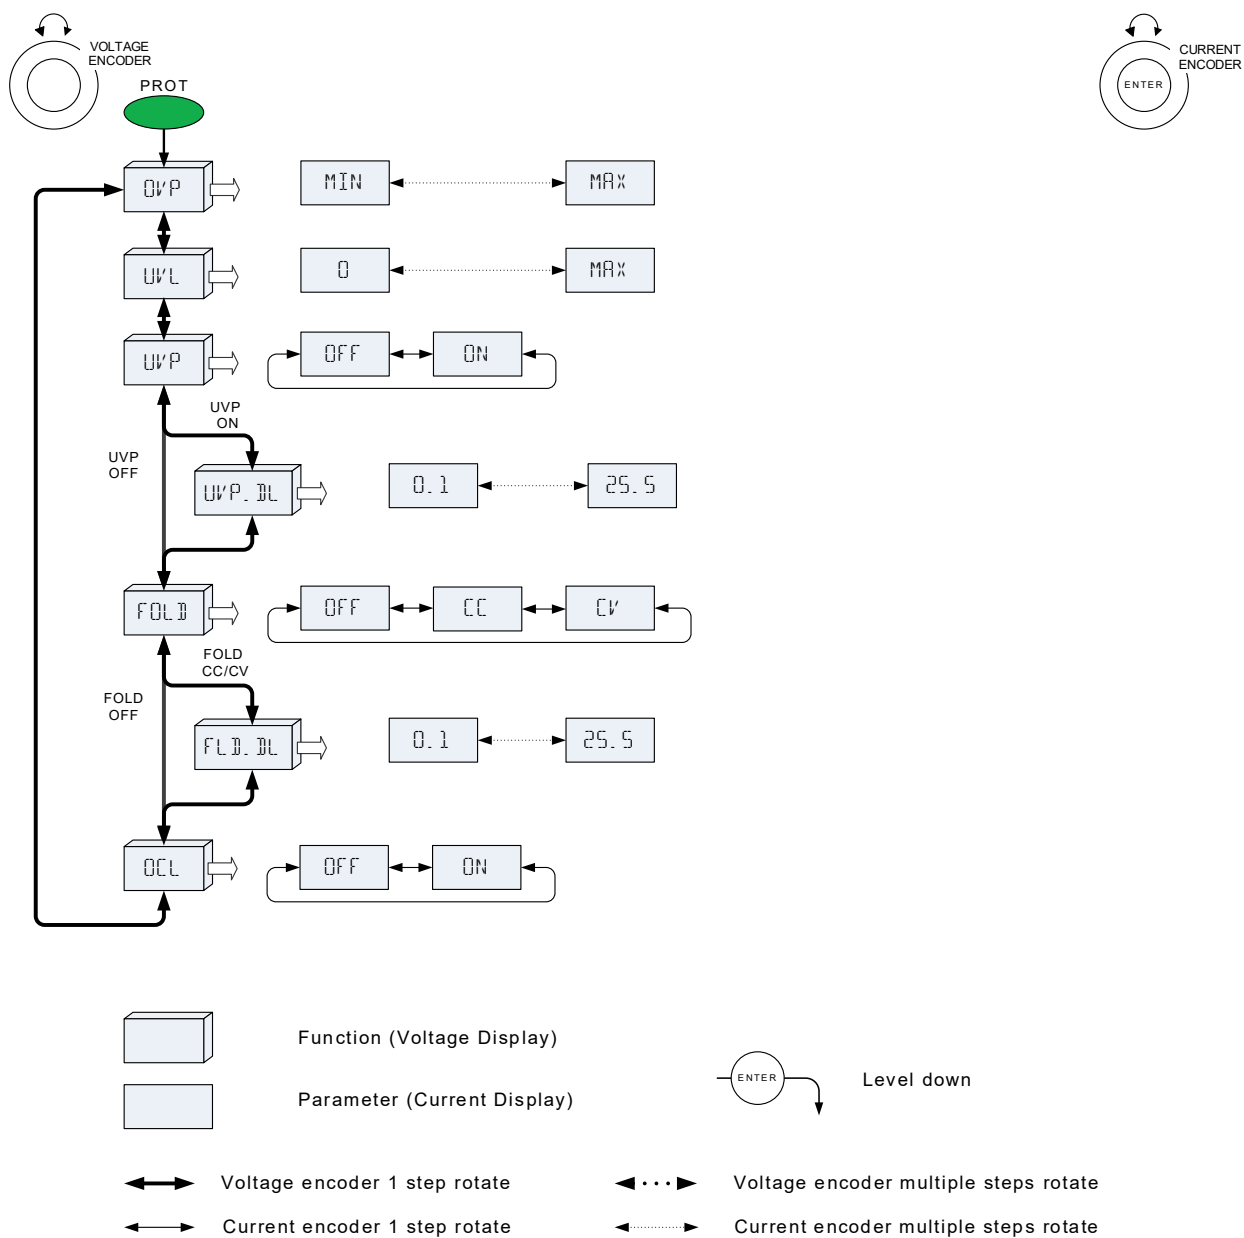 VOLTAGE
ENCODER
CURRENT
ENCODER
ENTER
PROT
OVP
MIN
MAX
UVL
0
MAX
UVP
OFF
ON
UVP
ON
UVP
OFF
UVP.DL
0.1
25.5
FOLD
OFF
CC
CV
FOLD
CC/CV
FOLD
OFF
FLD.DL
0.1
25.5
OCL
OFF
ON
Function (Voltage Display)
ENTER
Level down
Parameter (Current Display)
Voltage encoder 1 step rotate
Voltage encoder multiple steps rotate
Current encoder 1 step rotate
Current encoder multiple steps rotate